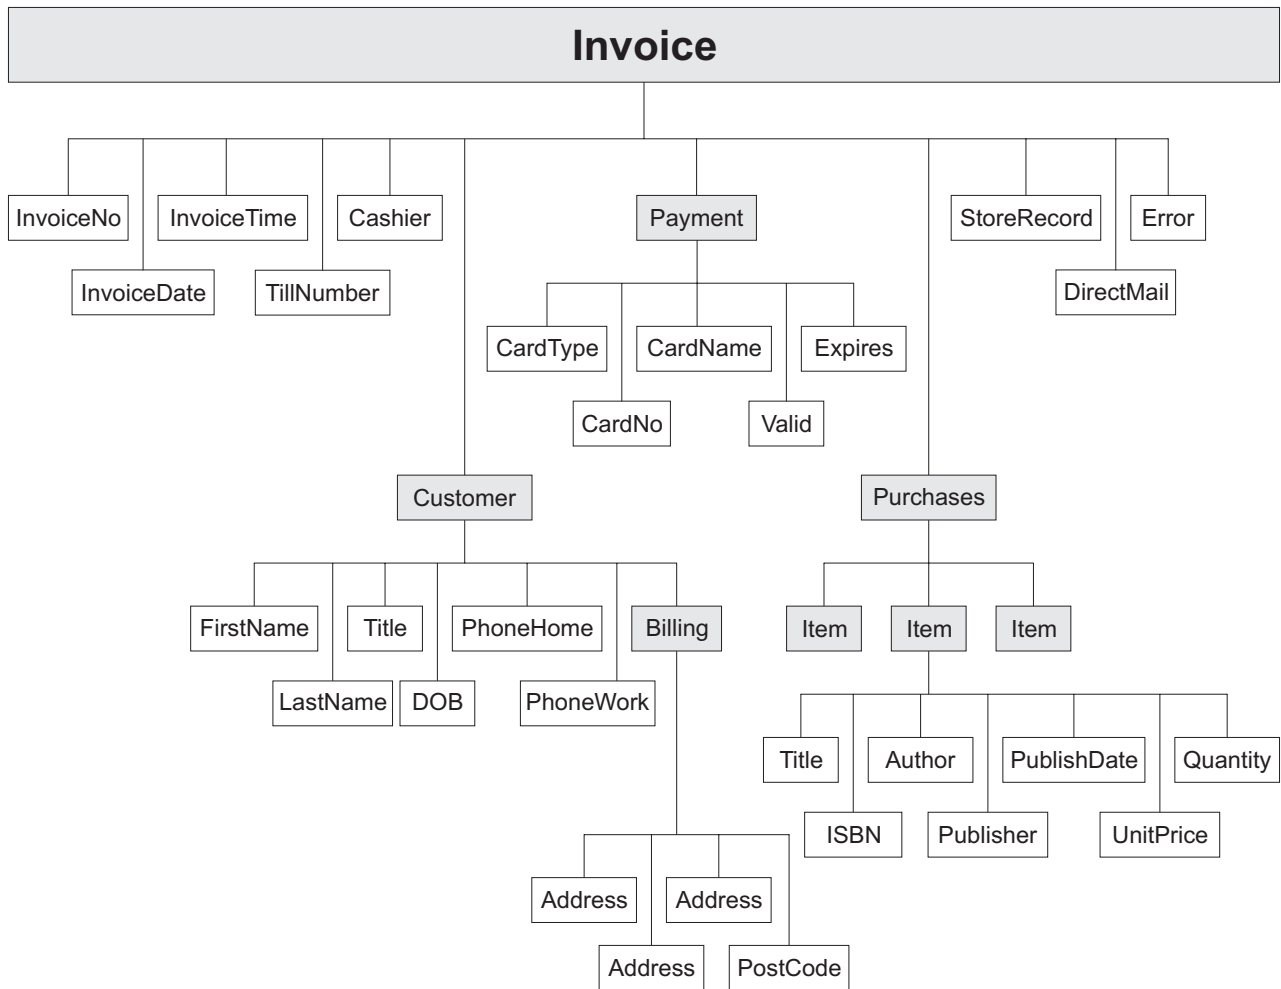 Invoice
InvoiceNo
InvoiceTime
Cashier
Payment
StoreRecord
Error
InvoiceDate
TillNumber
DirectMail
CardType
CardName
Expires
CardNo
Valid
Customer
Purchases
FirstName
Title
PhoneHome
Billing
Item
Item
Item
LastName
DOB
PhoneWork
Title
Author
PublishDate
Quantity
ISBN
Publisher
UnitPrice
Address
Address
Address
PostCode